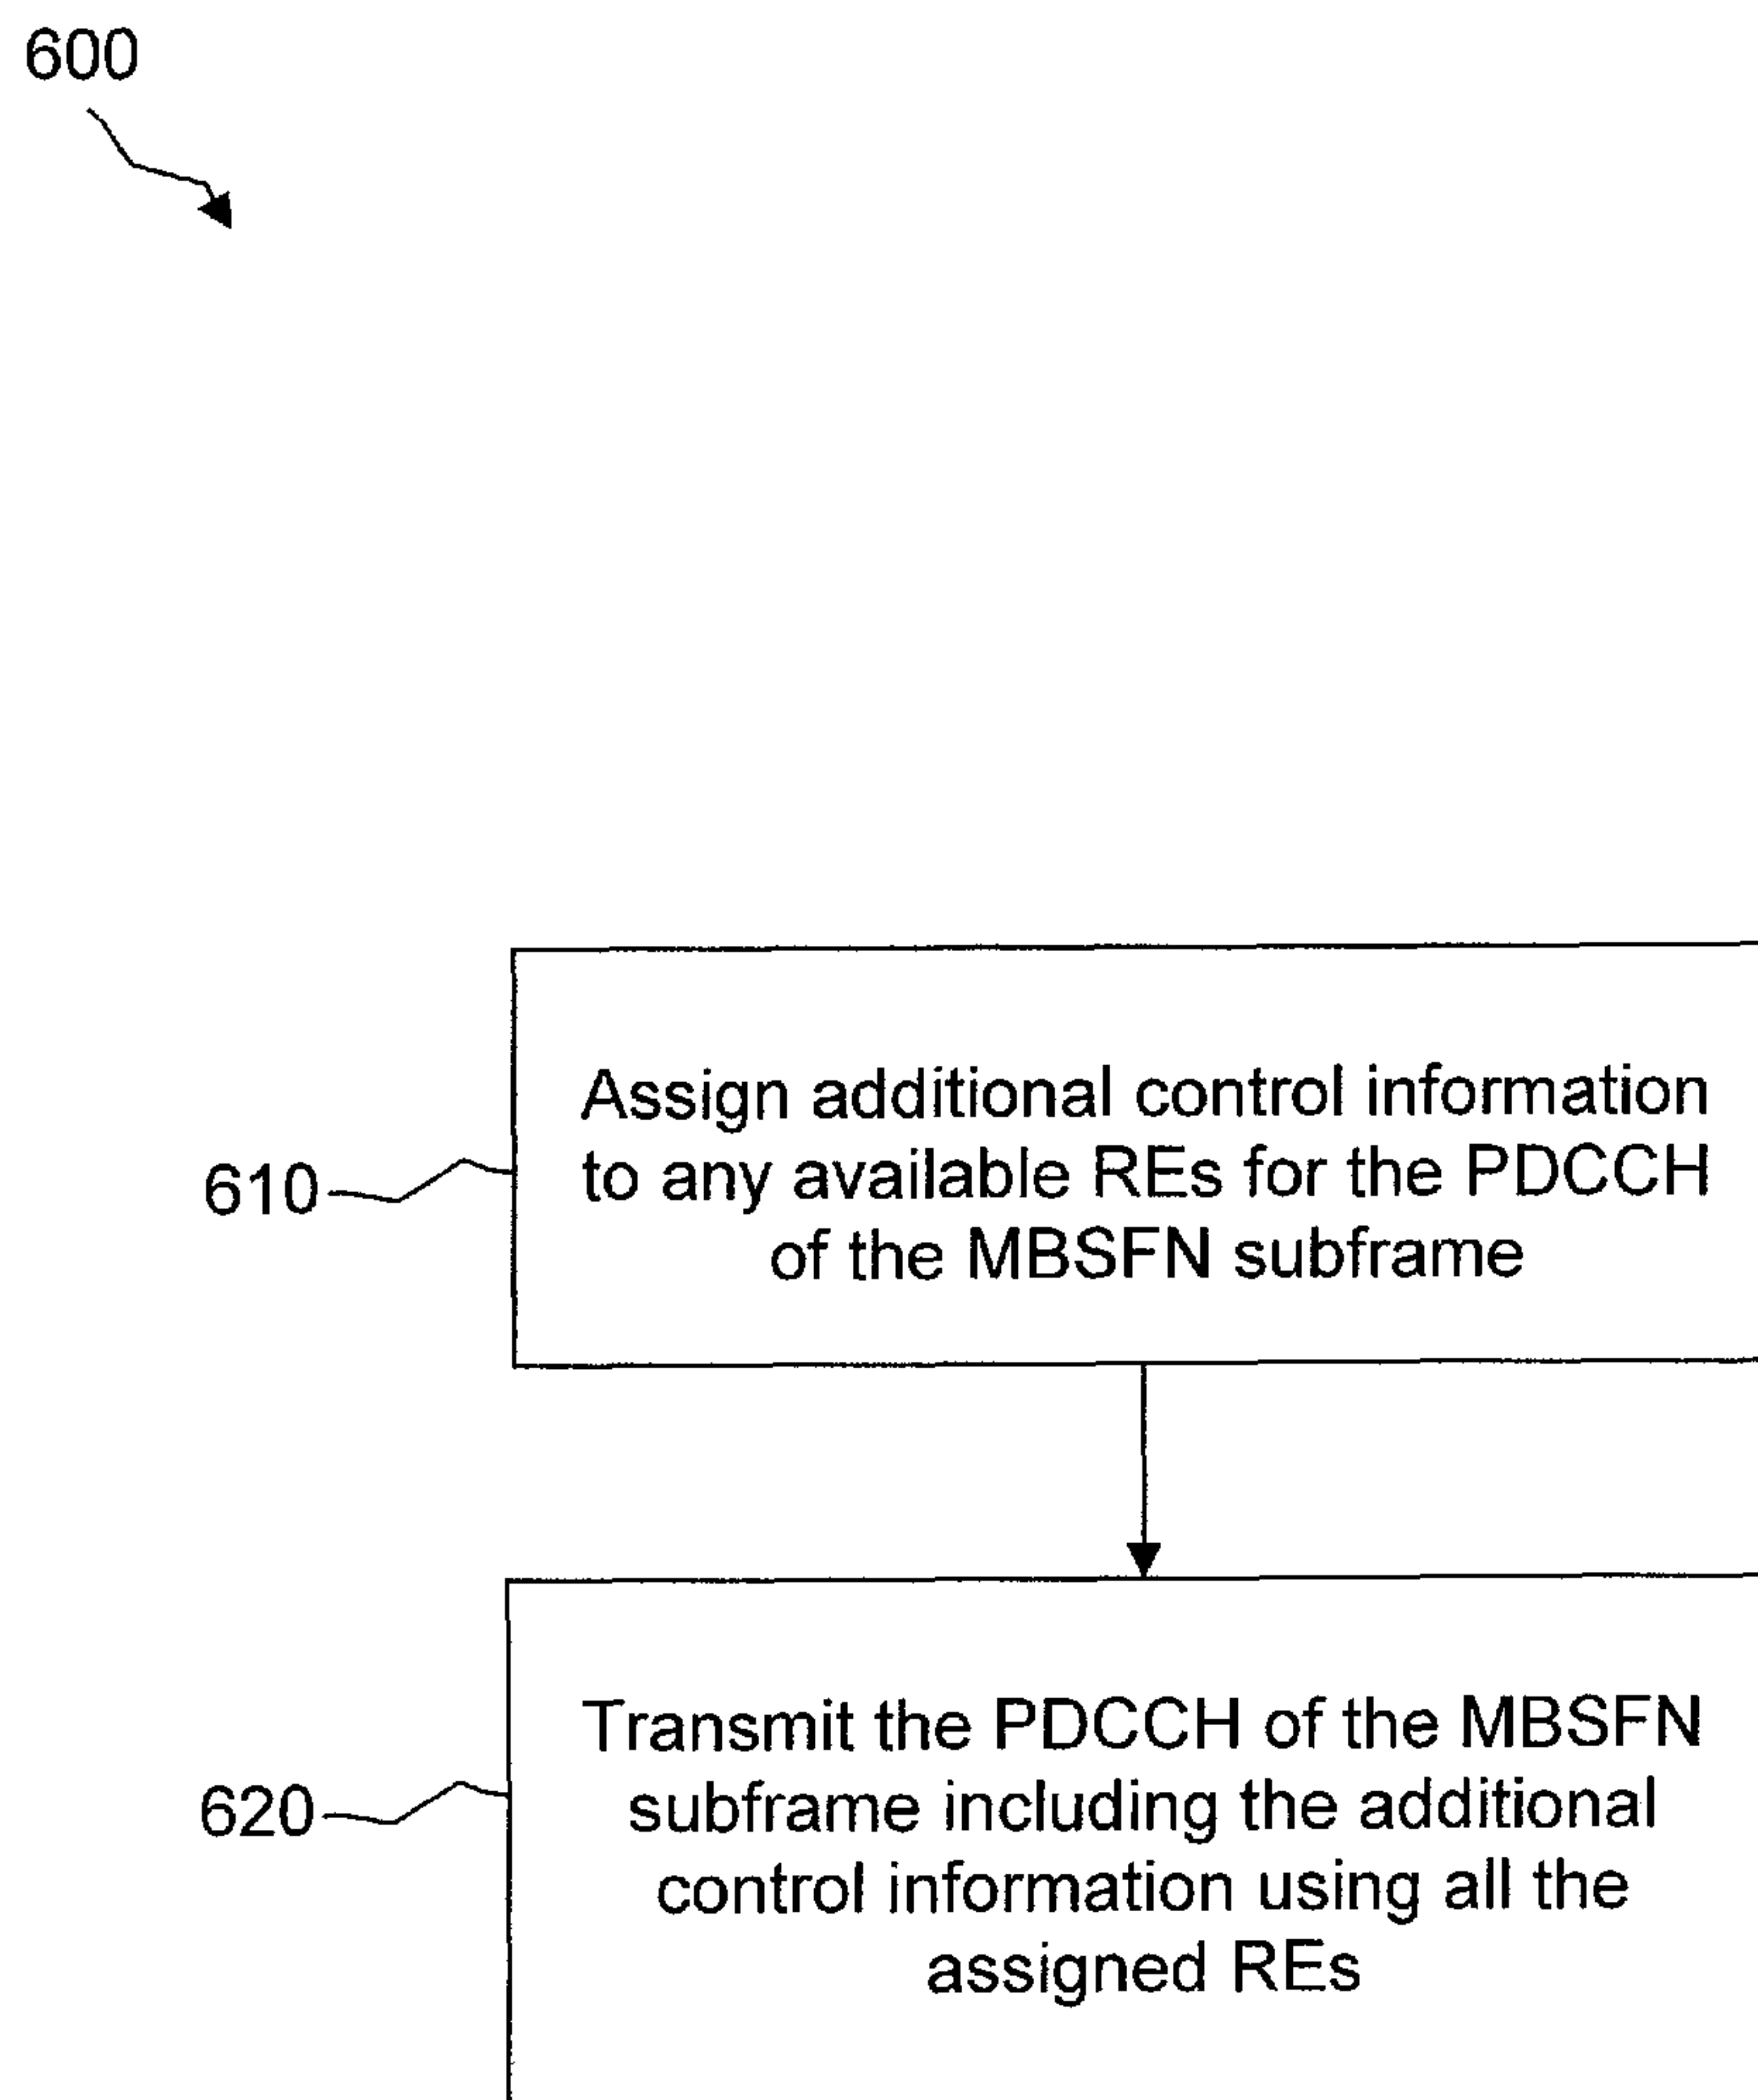 600
Assign additional control information
to any available REs for the PDCCH
of the MBSFN subframe
610
Transmit the PDCCH of the MBSFN
subframe including the additional
control information using all the
assigned REs
620